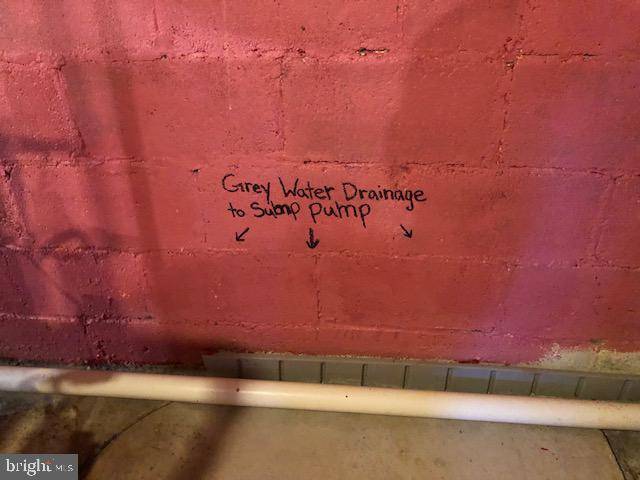 Grey Water Drainage
to Sump Pump
bright MLS